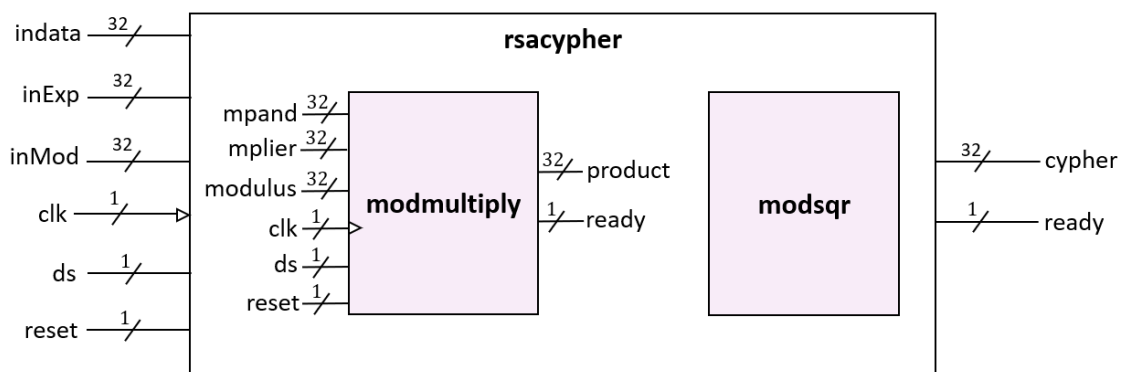 rsacypher
indata 32
inExp 32
inMod 32
clk 1
ds 1
reset 1
mpand 32
mplier 32
modulus 32
clk 1
ds 1
reset 1
modmultiply
32 product
1 ready
modsqr
32 cypher
1 ready